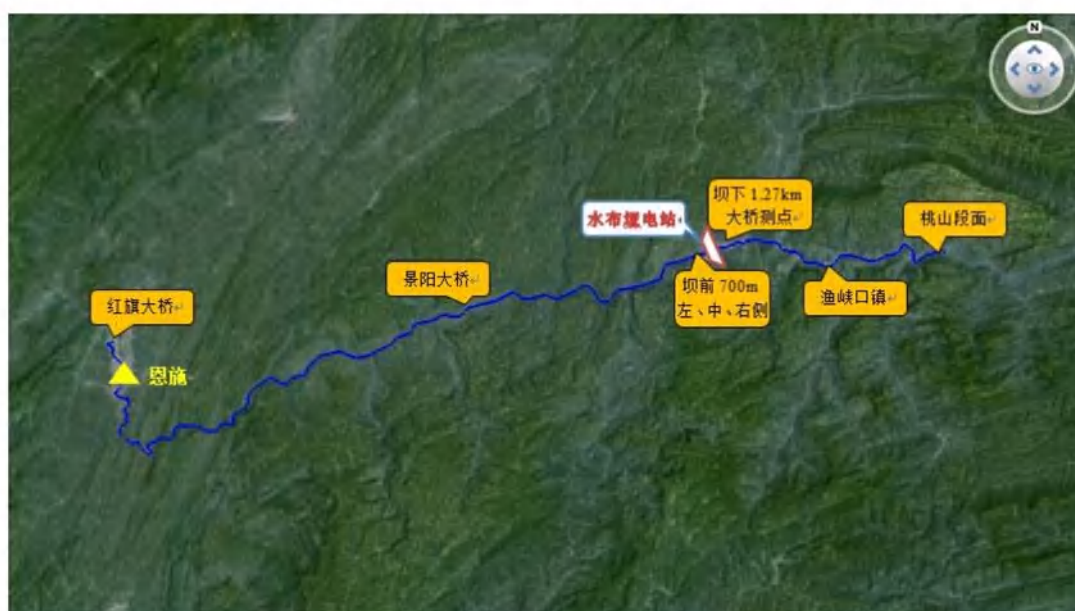 N
坝下 1.27km
大桥测点
水布垭电站
桃山段面
景阳大桥
坝前 700m
左、中、右侧
渔峡口镇
红旗大桥
恩施